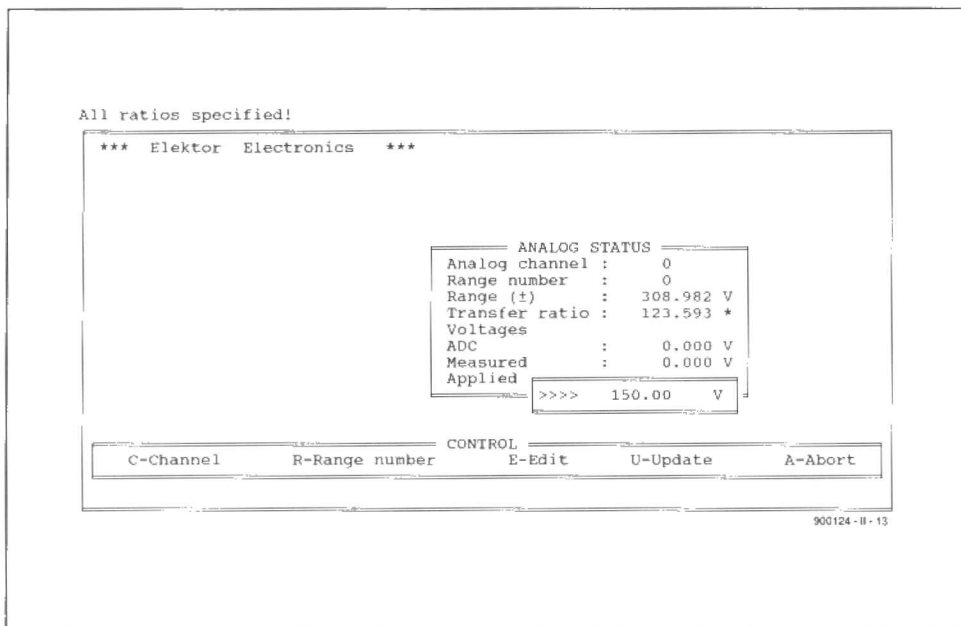 All ratios specified!
*** Elektor Electronics ***
ANALOG STATUS
Analog channel : 0
Range number : 0
Range (±) : 308.982 V
Transfer ratio : 123.593 *
Voltages
ADC : 0.000 V
Measured : 0.000 V
Applied
>>>> 150.00 V
CONTROL
C-Channel R-Range number E-Edit U-Update A-Abort
900124 - II - 13